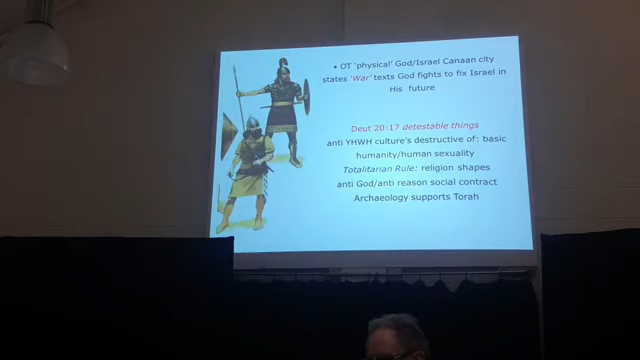 • OT 'physical' God/Israel Canaan city
states 'War' texts God fights to fix Israel in
His future
Deut 20:17 detestable things
anti YHWH culture's destructive of: basic
humanity/human sexuality
Totalitarian Rule: religion shapes
anti God/anti reason social contract
Archaeology supports Torah